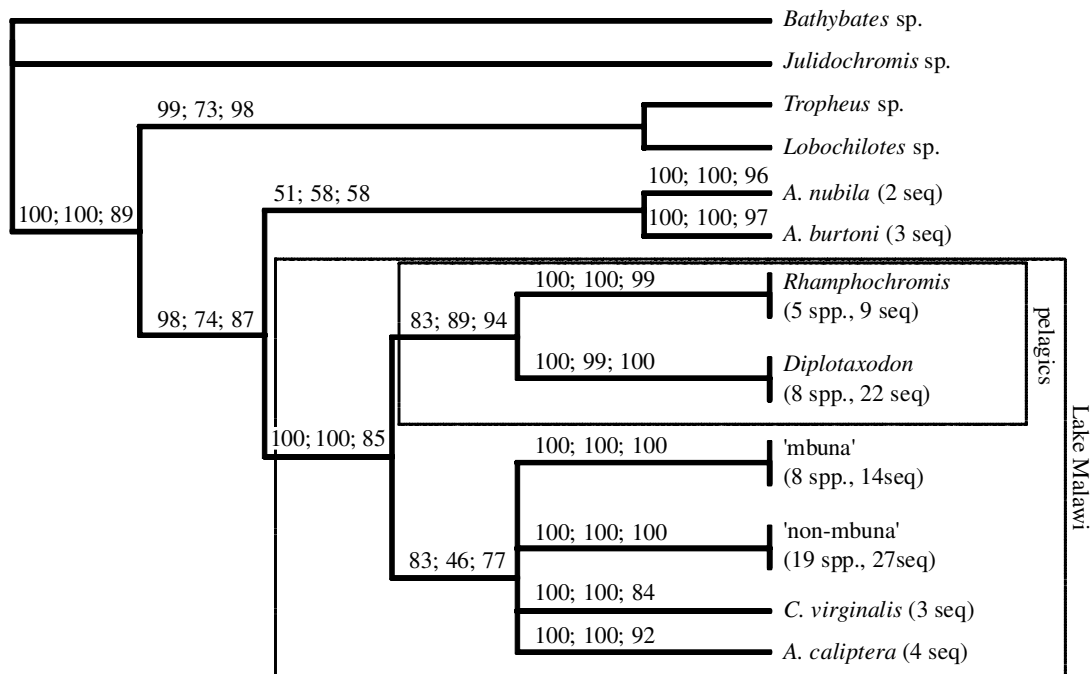 Bathybates sp.
Julidochromis sp.
99; 73; 98
Tropheus sp.
Lobochilotes sp.
100; 100; 89
51; 58; 58
100; 100; 96
A. nubila (2 seq)
100; 100; 97
A. burtoni (3 seq)
98; 74; 87
83; 89; 94
100; 100; 99
Rhamphochromis
(5 spp., 9 seq)
100; 99; 100
Diplotaxodon
(8 spp., 22 seq)
pelagics
Lake Malawi
100; 100; 85
100; 100; 100
'mbuna'
(8 spp., 14seq)
83; 46; 77
100; 100; 100
'non-mbuna'
(19 spp., 27seq)
100; 100; 84
C. virginalis (3 seq)
100; 100; 92
A. caliptera (4 seq)